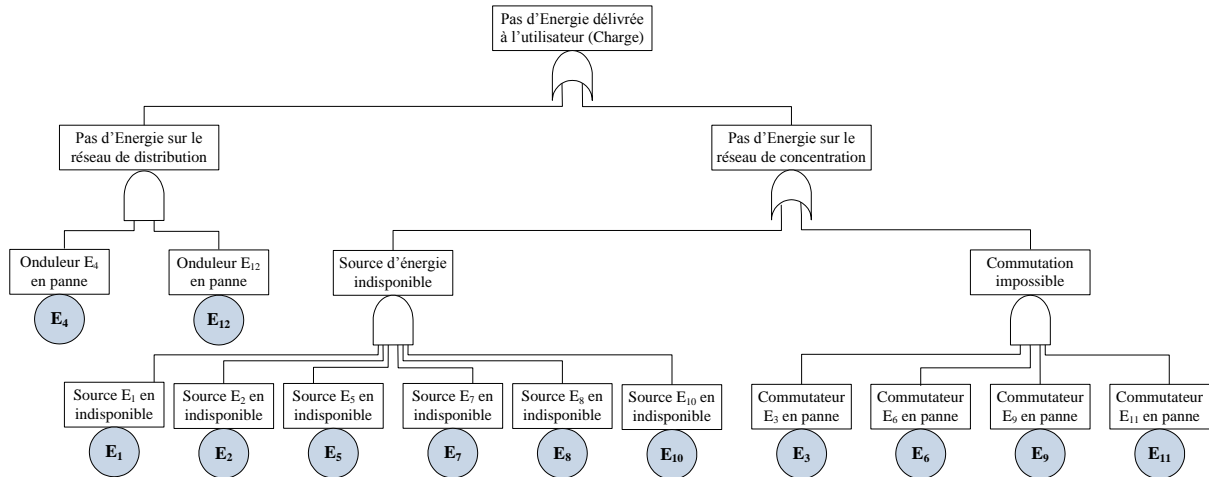 Pas d’Energie délivrée
à l’utilisateur (Charge)
Pas d’Energie sur le
réseau de distribution
Pas d’Energie sur le
réseau de concentration
Onduleur E4
en panne
Onduleur E12
en panne
Source d’énergie
indisponible
Commutation
impossible
E4
E12
Source E1 en
indisponible
Source E2 en
indisponible
Source E5 en
indisponible
Source E7 en
indisponible
Source E8 en
indisponible
Source E10 en
indisponible
Commutateur
E3 en panne
Commutateur
E6 en panne
Commutateur
E9 en panne
Commutateur
E11 en panne
E1
E2
E5
E7
E8
E10
E3
E6
E9
E11